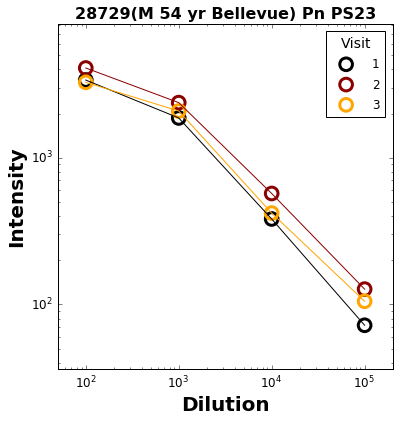 28729(M 54 yr Bellevue) Pn PS23
Visit
1
2
3
Intensity
10³
10²
10² 10³ 10⁴ 10⁵
Dilution